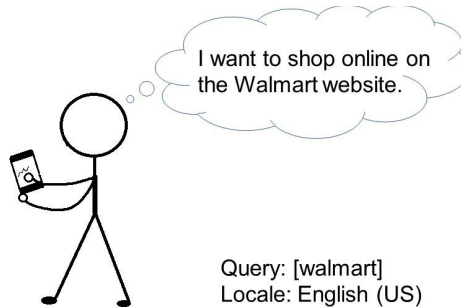 I want to shop online on
the Walmart website.
Query: [walmart]
Locale: English (US)